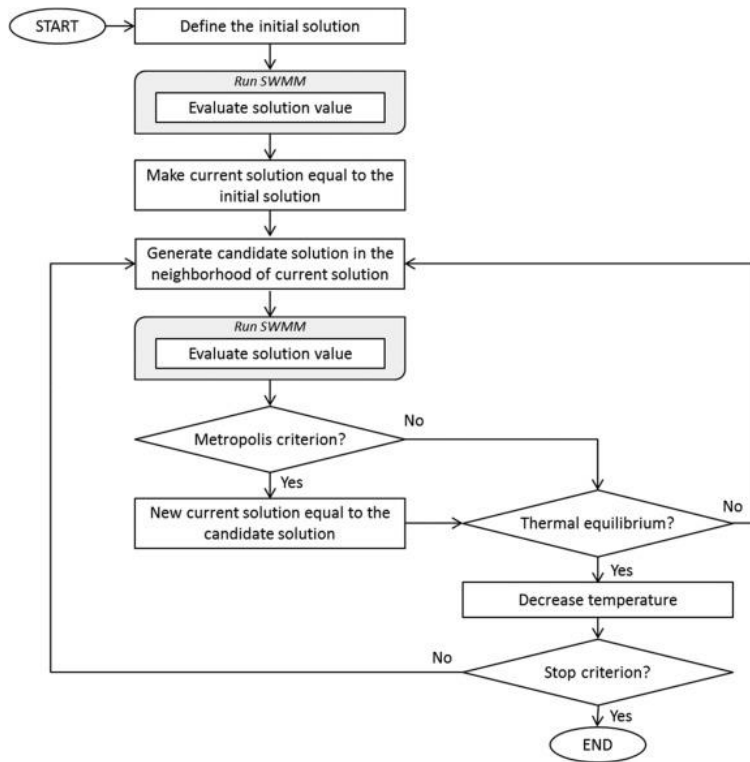 START
Define the initial solution
Run SWMM
Evaluate solution value
Make current solution equal to the
initial solution
Generate candidate solution in the
neighborhood of current solution
Run SWMM
Evaluate solution value
Metropolis criterion?
No
Yes
New current solution equal to the
candidate solution
Thermal equilibrium?
No
Yes
Decrease temperature
No
Stop criterion?
Yes
END